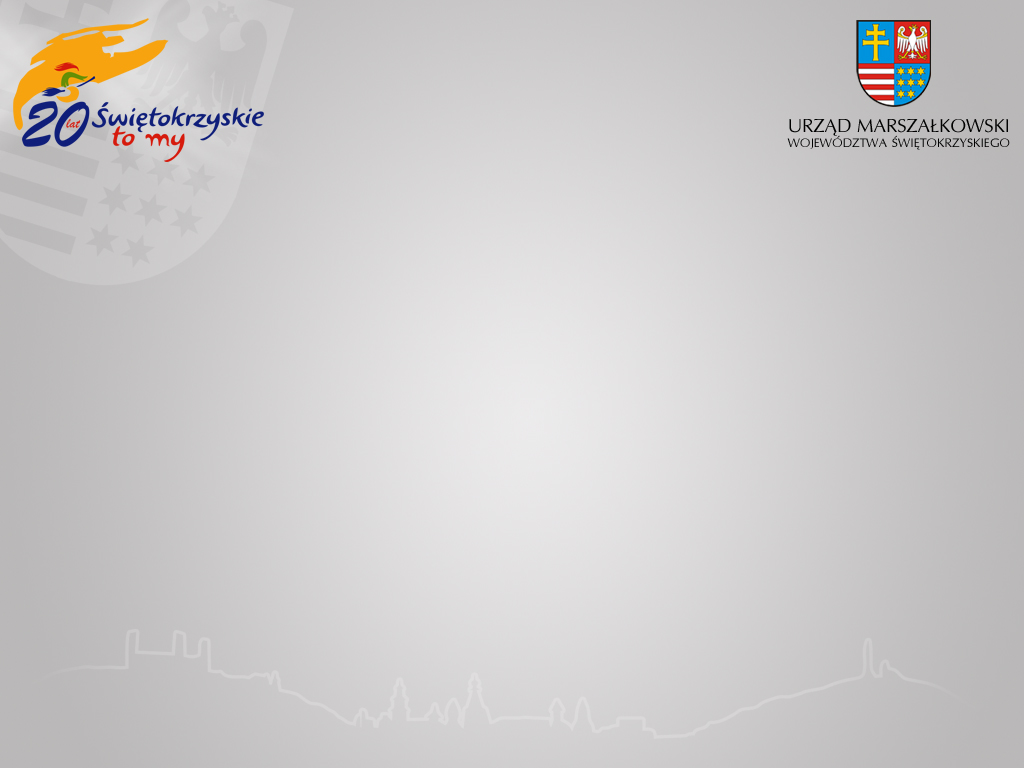 20 lat Świętokrzyskie
to my
URZĄD MARSZAŁKOWSKI
WOJEWÓDZTWA ŚWIĘTOKRZYSKIEGO